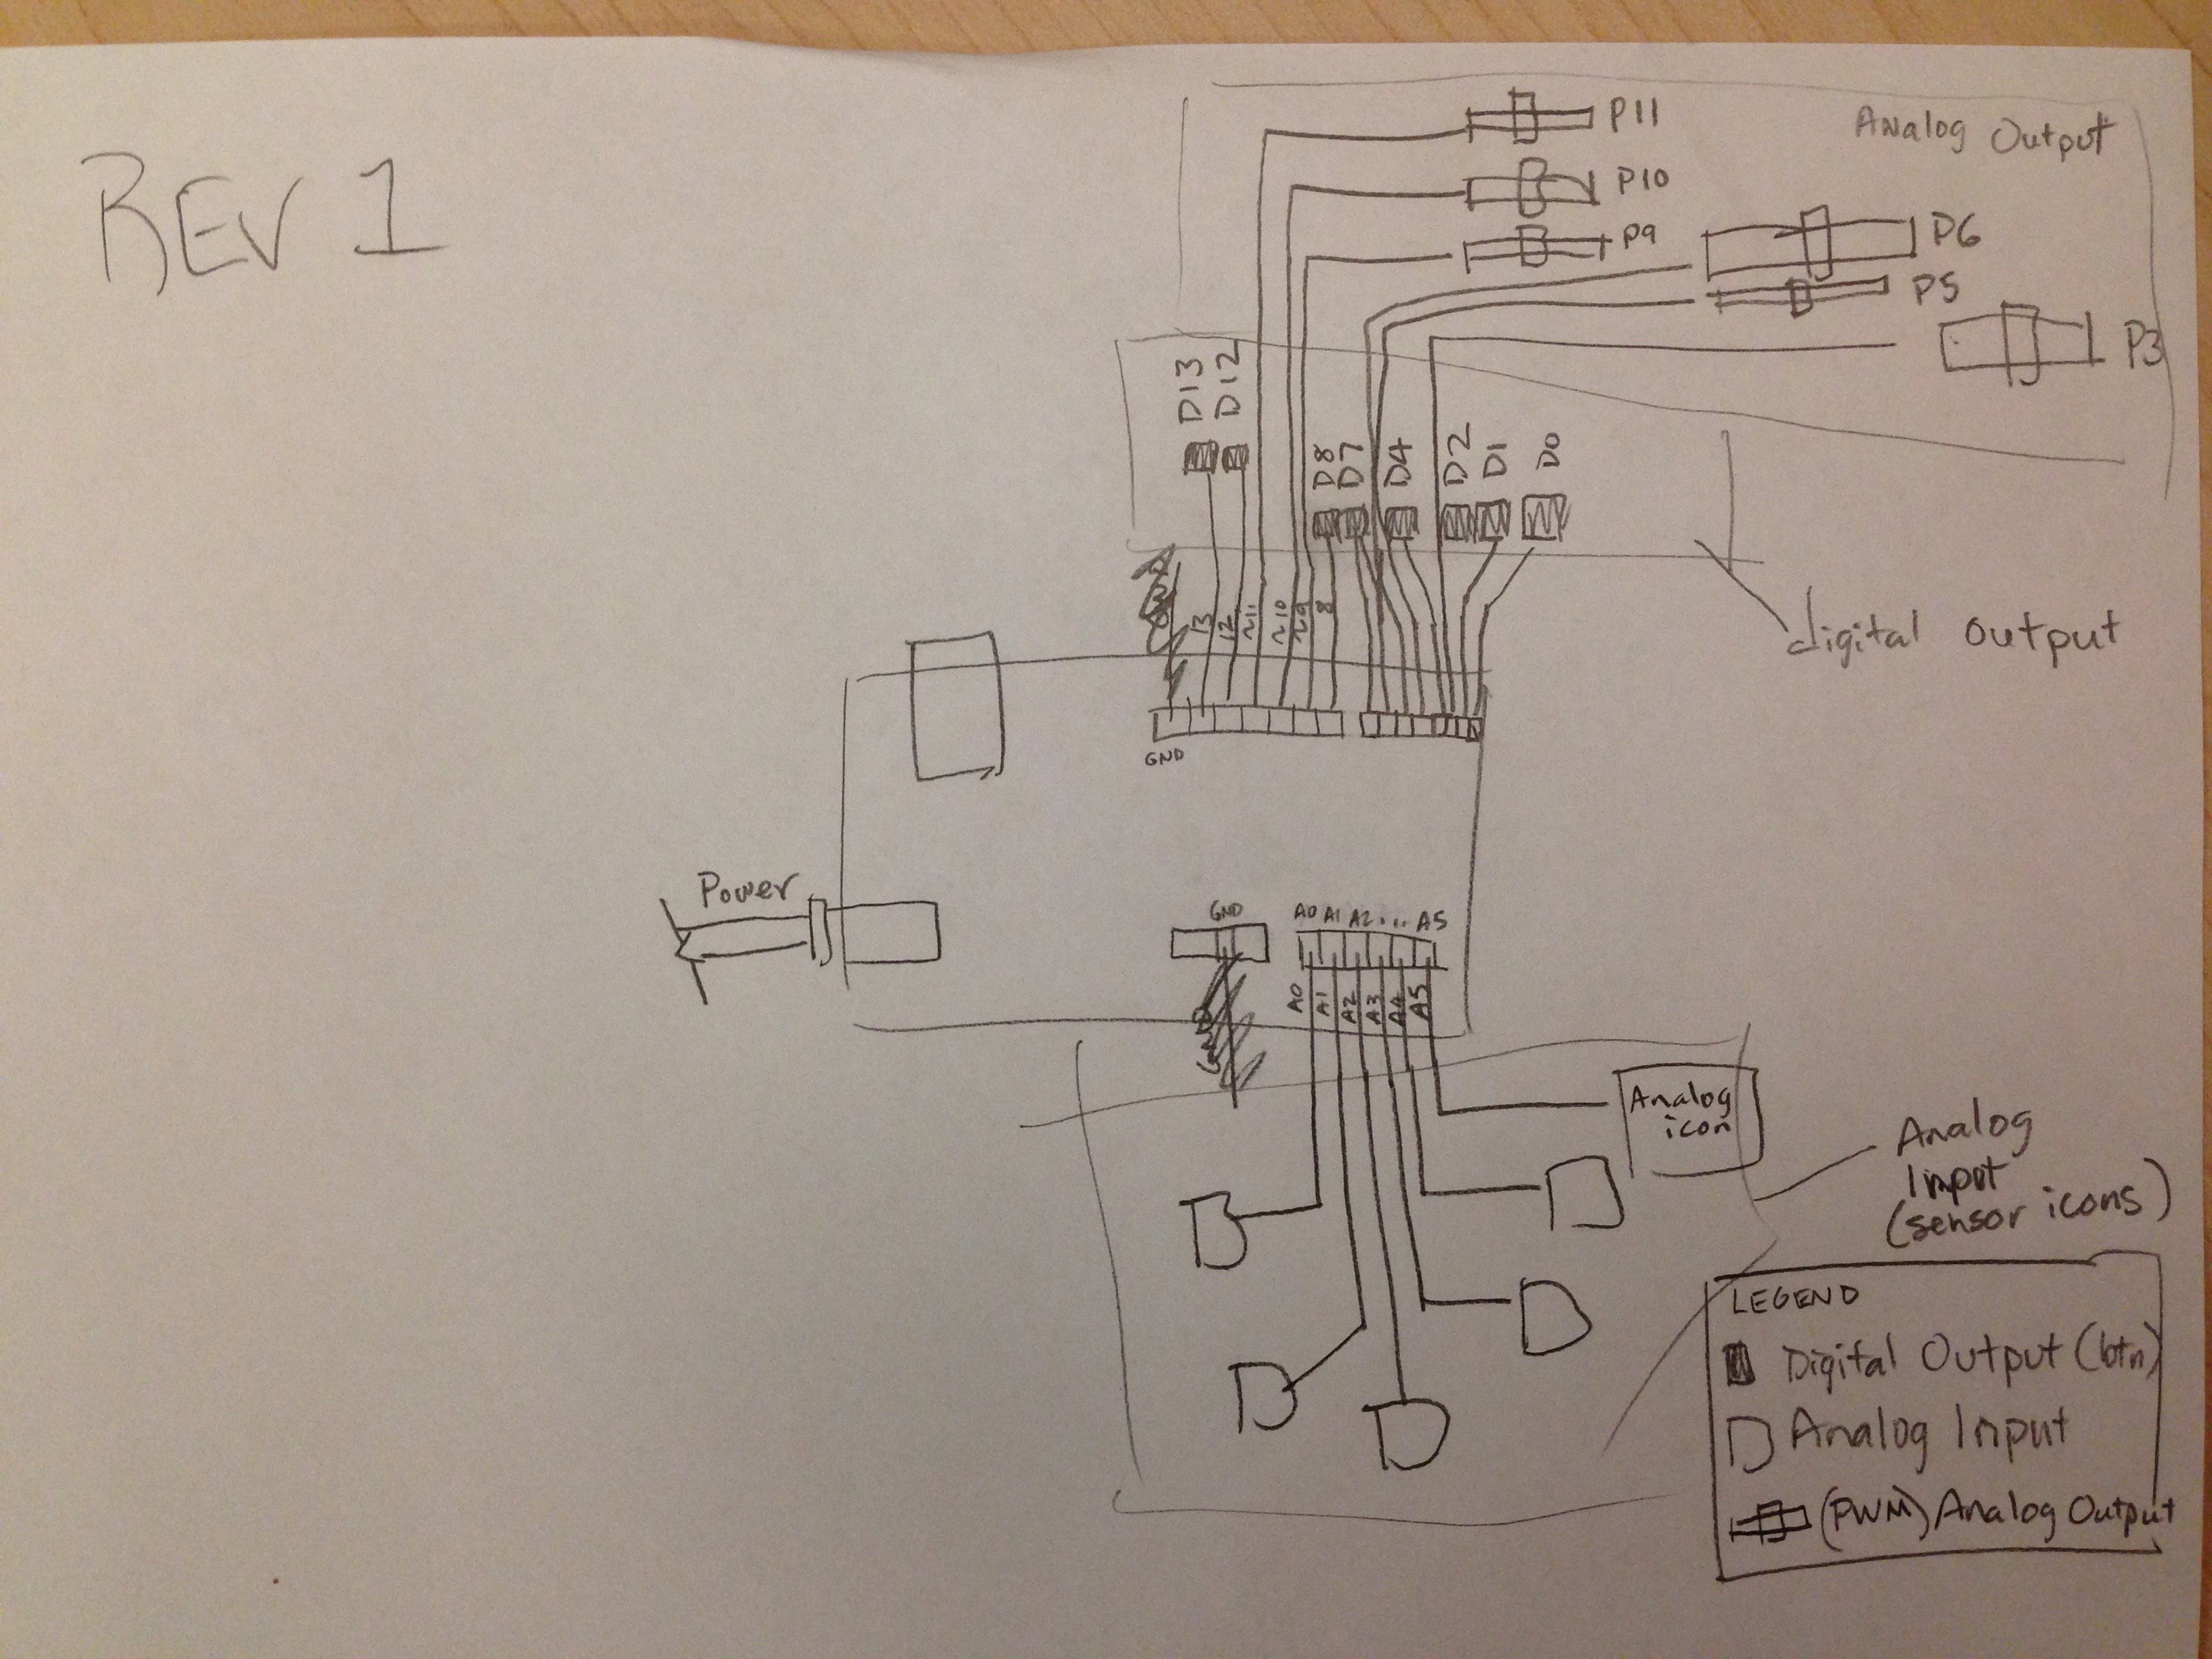 REV 1
Analog Output
P11
P10
P9
P6
P5
P3
D13
D12
D8
D7
D4
D2
D1
D0
digital output
13
12
~11
~10
~9
8
GND
Power
GND
A0 A1 A2 ... A5
A0
A1
A2
A3
A4
A5
GND
Analog
icon
Analog
Input
(sensor icons)
LEGEND
Digital Output (btn)
Analog Input
(PWM) Analog Output